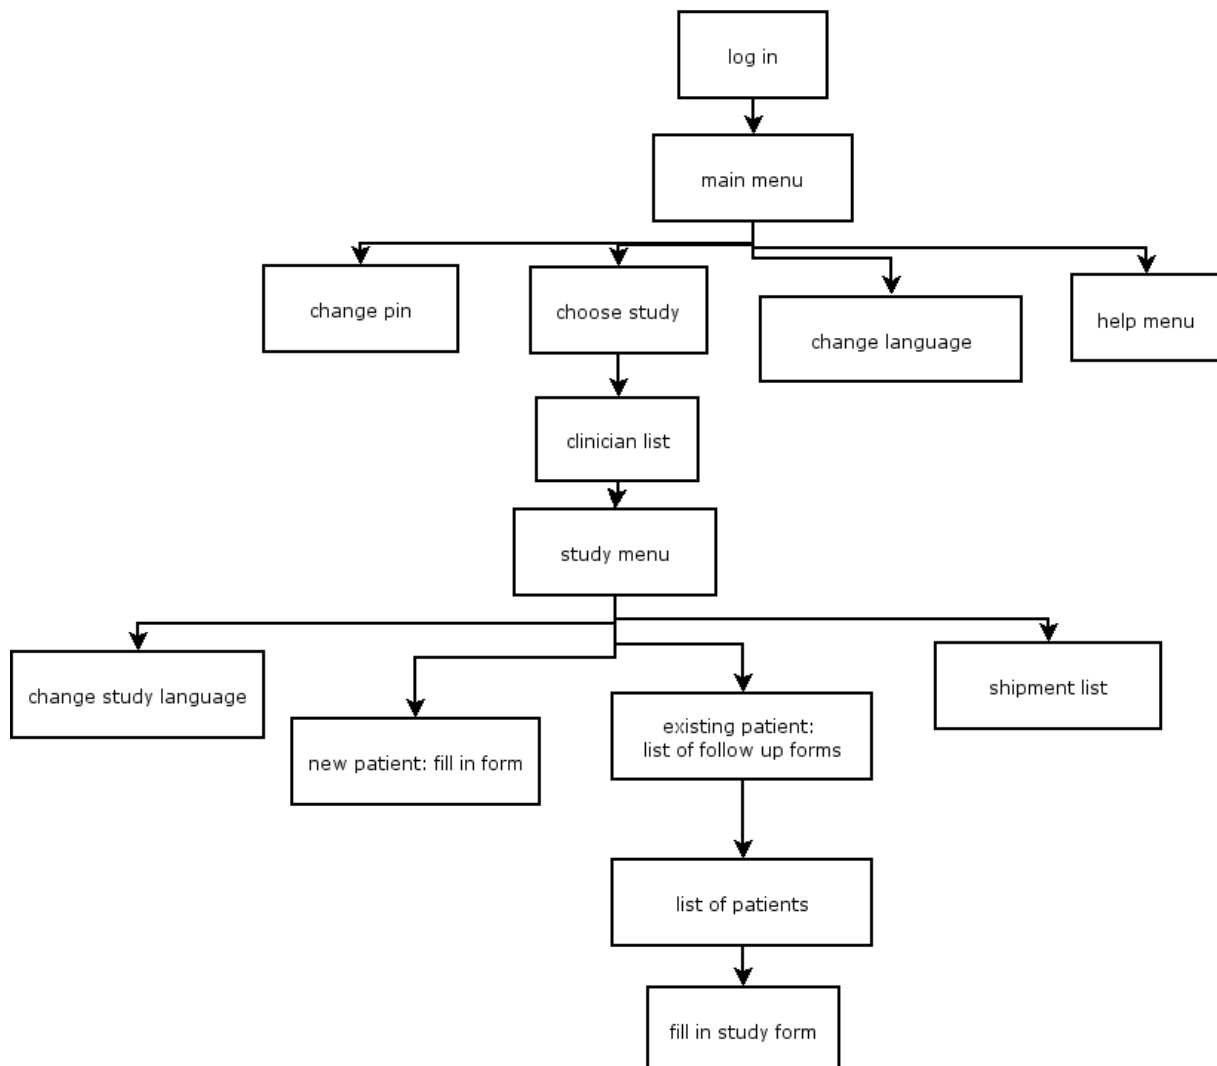 log in
main menu
change pin
choose study
change language
help menu
clinician list
study menu
change study language
new patient: fill in form
existing patient:
list of follow up forms
shipment list
list of patients
fill in study form